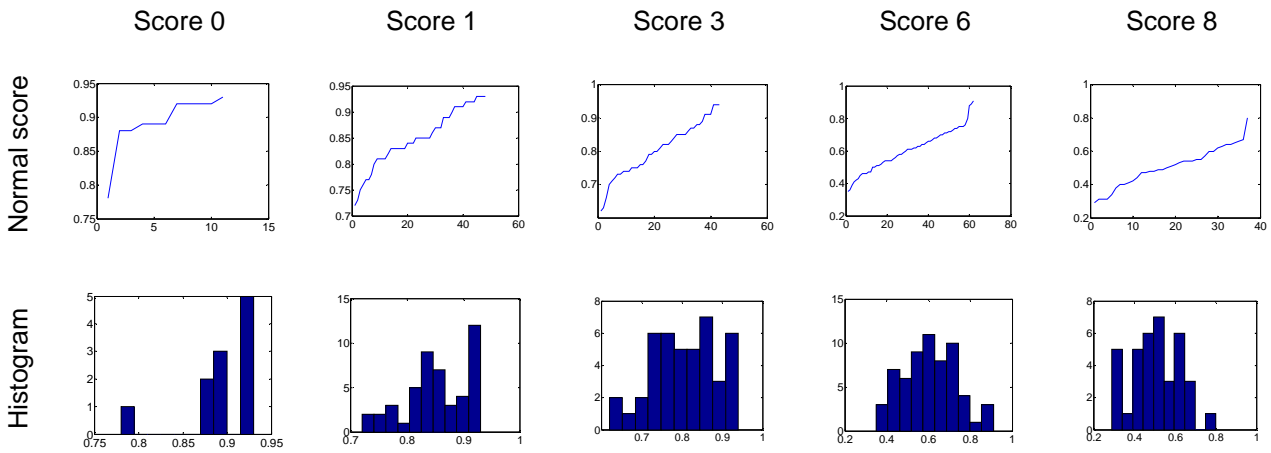 Score 0 Score 1 Score 3 Score 6 Score 8
Normal score
0.95 0.9 0.85 0.8 0.75
0 5 10 15
0.95 0.9 0.85 0.8 0.75 0.7
0 20 40 60
1 0.9 0.8 0.7
0 20 40 60
1 0.8 0.6 0.4 0.2
0 20 40 60 80
1 0.8 0.6 0.4 0.2
0 10 20 30 40
Histogram
5 4 3 2 1 0
0.75 0.8 0.85 0.9 0.95
15 10 5 0
0.7 0.8 0.9 1
8 6 4 2 0
0.7 0.8 0.9 1
15 10 5 0
0.2 0.4 0.6 0.8 1
8 6 4 2 0
0.2 0.4 0.6 0.8 1